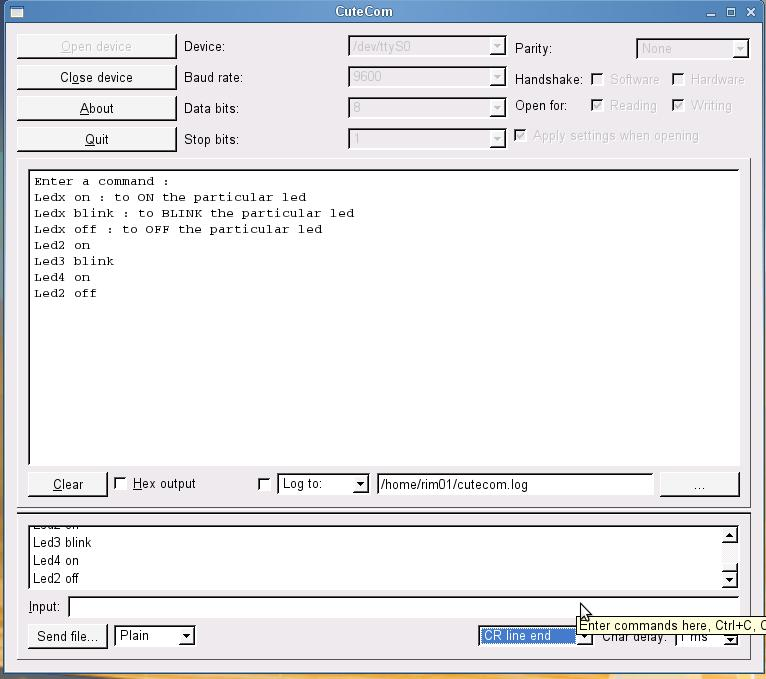 CuteCom
Open device
Device:
/dev/ttyS0
Parity:
None
Close device
Baud rate:
9600
Handshake:
Software
Hardware
About
Data bits:
8
Open for:
Reading
Writing
Quit
Stop bits:
1
Apply settings when opening
Enter a command :
Ledx on : to ON the particular led
Ledx blink : to BLINK the particular led
Ledx off : to OFF the particular led
Led2 on
Led3 blink
Led4 on
Led2 off
Clear
Hex output
Log to:
/home/rim01/cutecom.log
...
Led2 on
Led3 blink
Led4 on
Led2 off
Input:
Enter commands here, Ctrl+C, C
Send file...
Plain
CR line end
Char delay:
1 ms